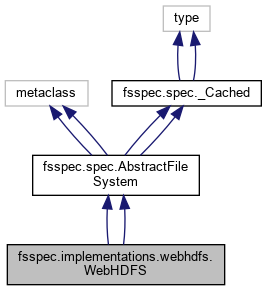 type
metaclass
fsspec.spec._Cached
fsspec.spec.AbstractFile
System
fsspec.implementations.webhdfs.
WebHDFS